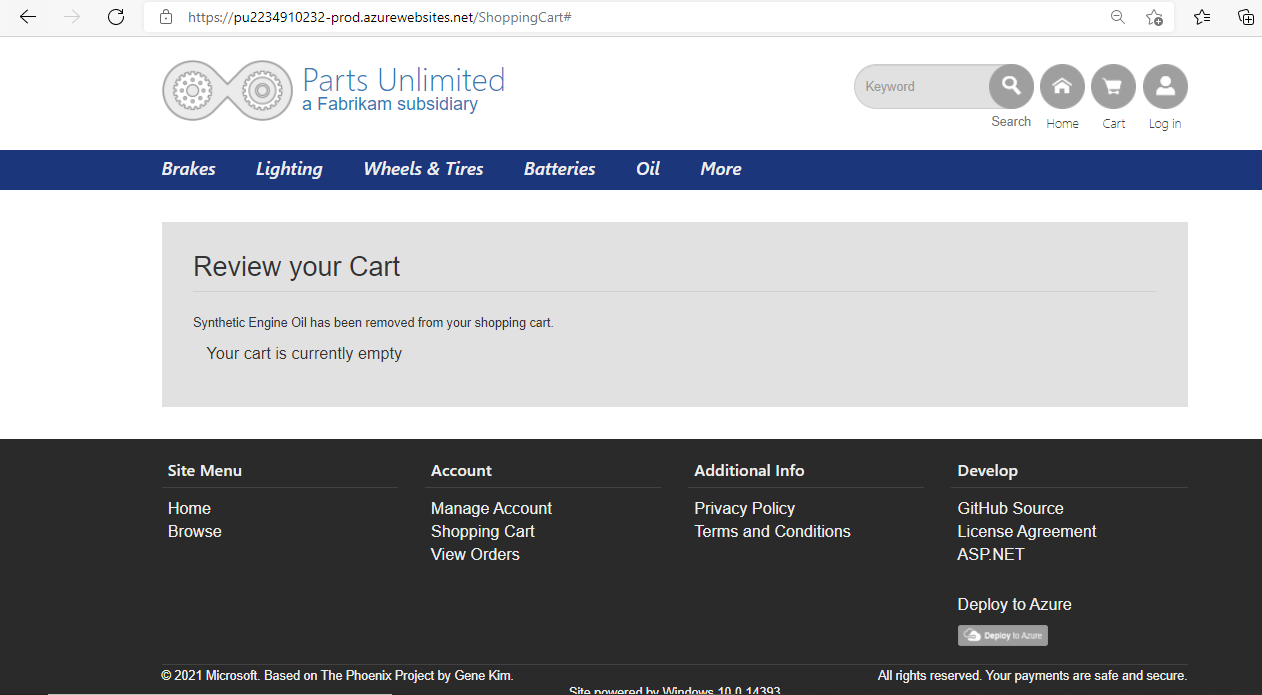 https://pu2234910232-prod.azurewebsites.net/ShoppingCart#
Parts Unlimited
a Fabrikam subsidiary
Keyword
Search Home Cart Log in
Brakes Lighting Wheels & Tires Batteries Oil More
Review your Cart
Synthetic Engine Oil has been removed from your shopping cart.
Your cart is currently empty
Site Menu Account Additional Info Develop
Home Manage Account Privacy Policy GitHub Source
Browse Shopping Cart Terms and Conditions License Agreement
View Orders ASP.NET
Deploy to Azure
Deploy to Azure
© 2021 Microsoft. Based on The Phoenix Project by Gene Kim. All rights reserved. Your payments are safe and secure.
Site powered by Windows 10.0.14393